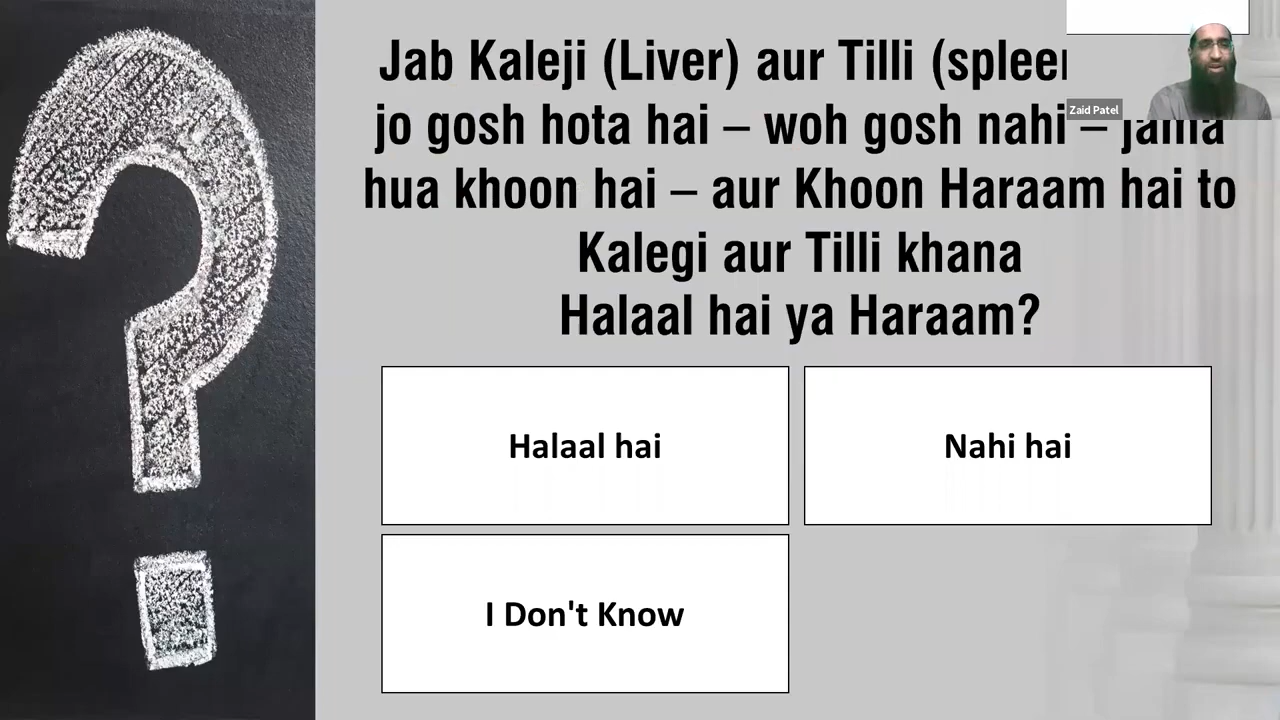 Jab Kaleji (Liver) aur Tilli
jo gosh hota hai – woh gosh nahi –
hua khoon hai – aur Khoon Haraam hai to
Kalegi aur Tilli khana
Halaal hai ya Haraam?
Halaal hai
Nahi hai
I Don't Know
Zaid Patel